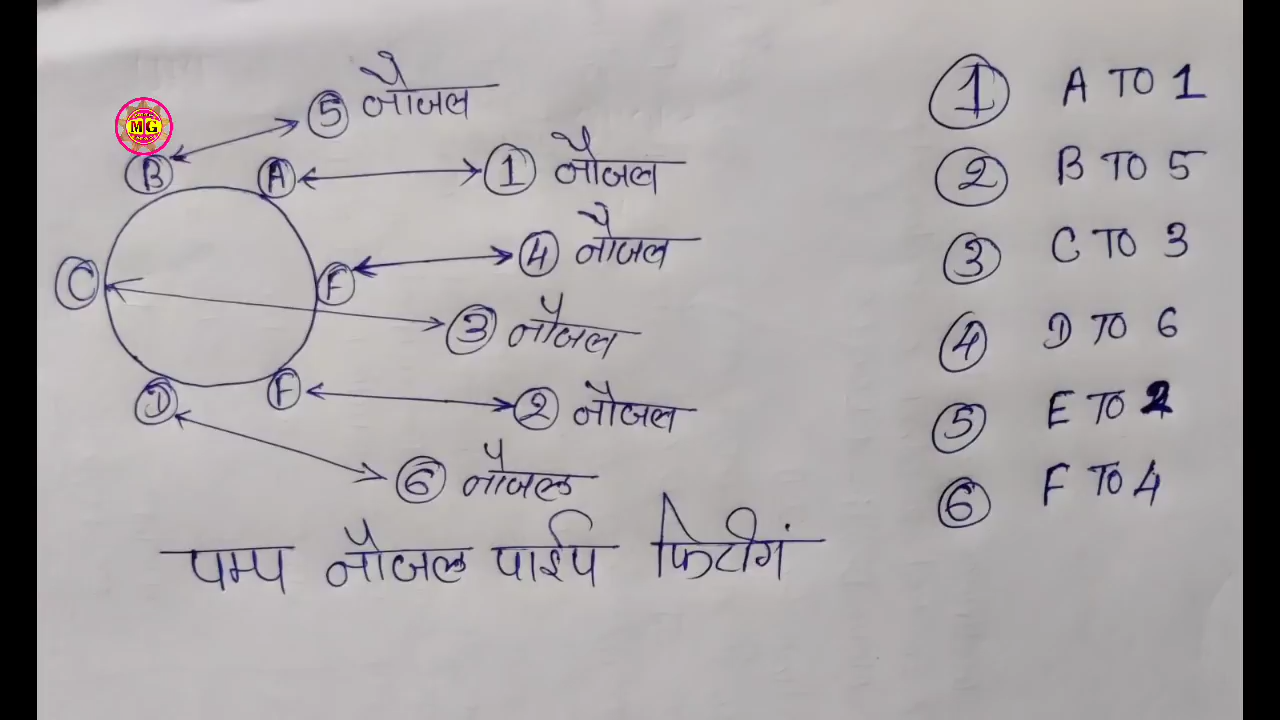 MG
⑤ नौजल
B
A
① नौजल
④ नौजल
C
F
③ नौजल
D
F
② नौजल
⑥ नौजल
पम्प नौजल पाईप फिटींग
① A TO 1
② B TO 5
③ C TO 3
④ D TO 6
⑤ E TO 2
⑥ F TO 4